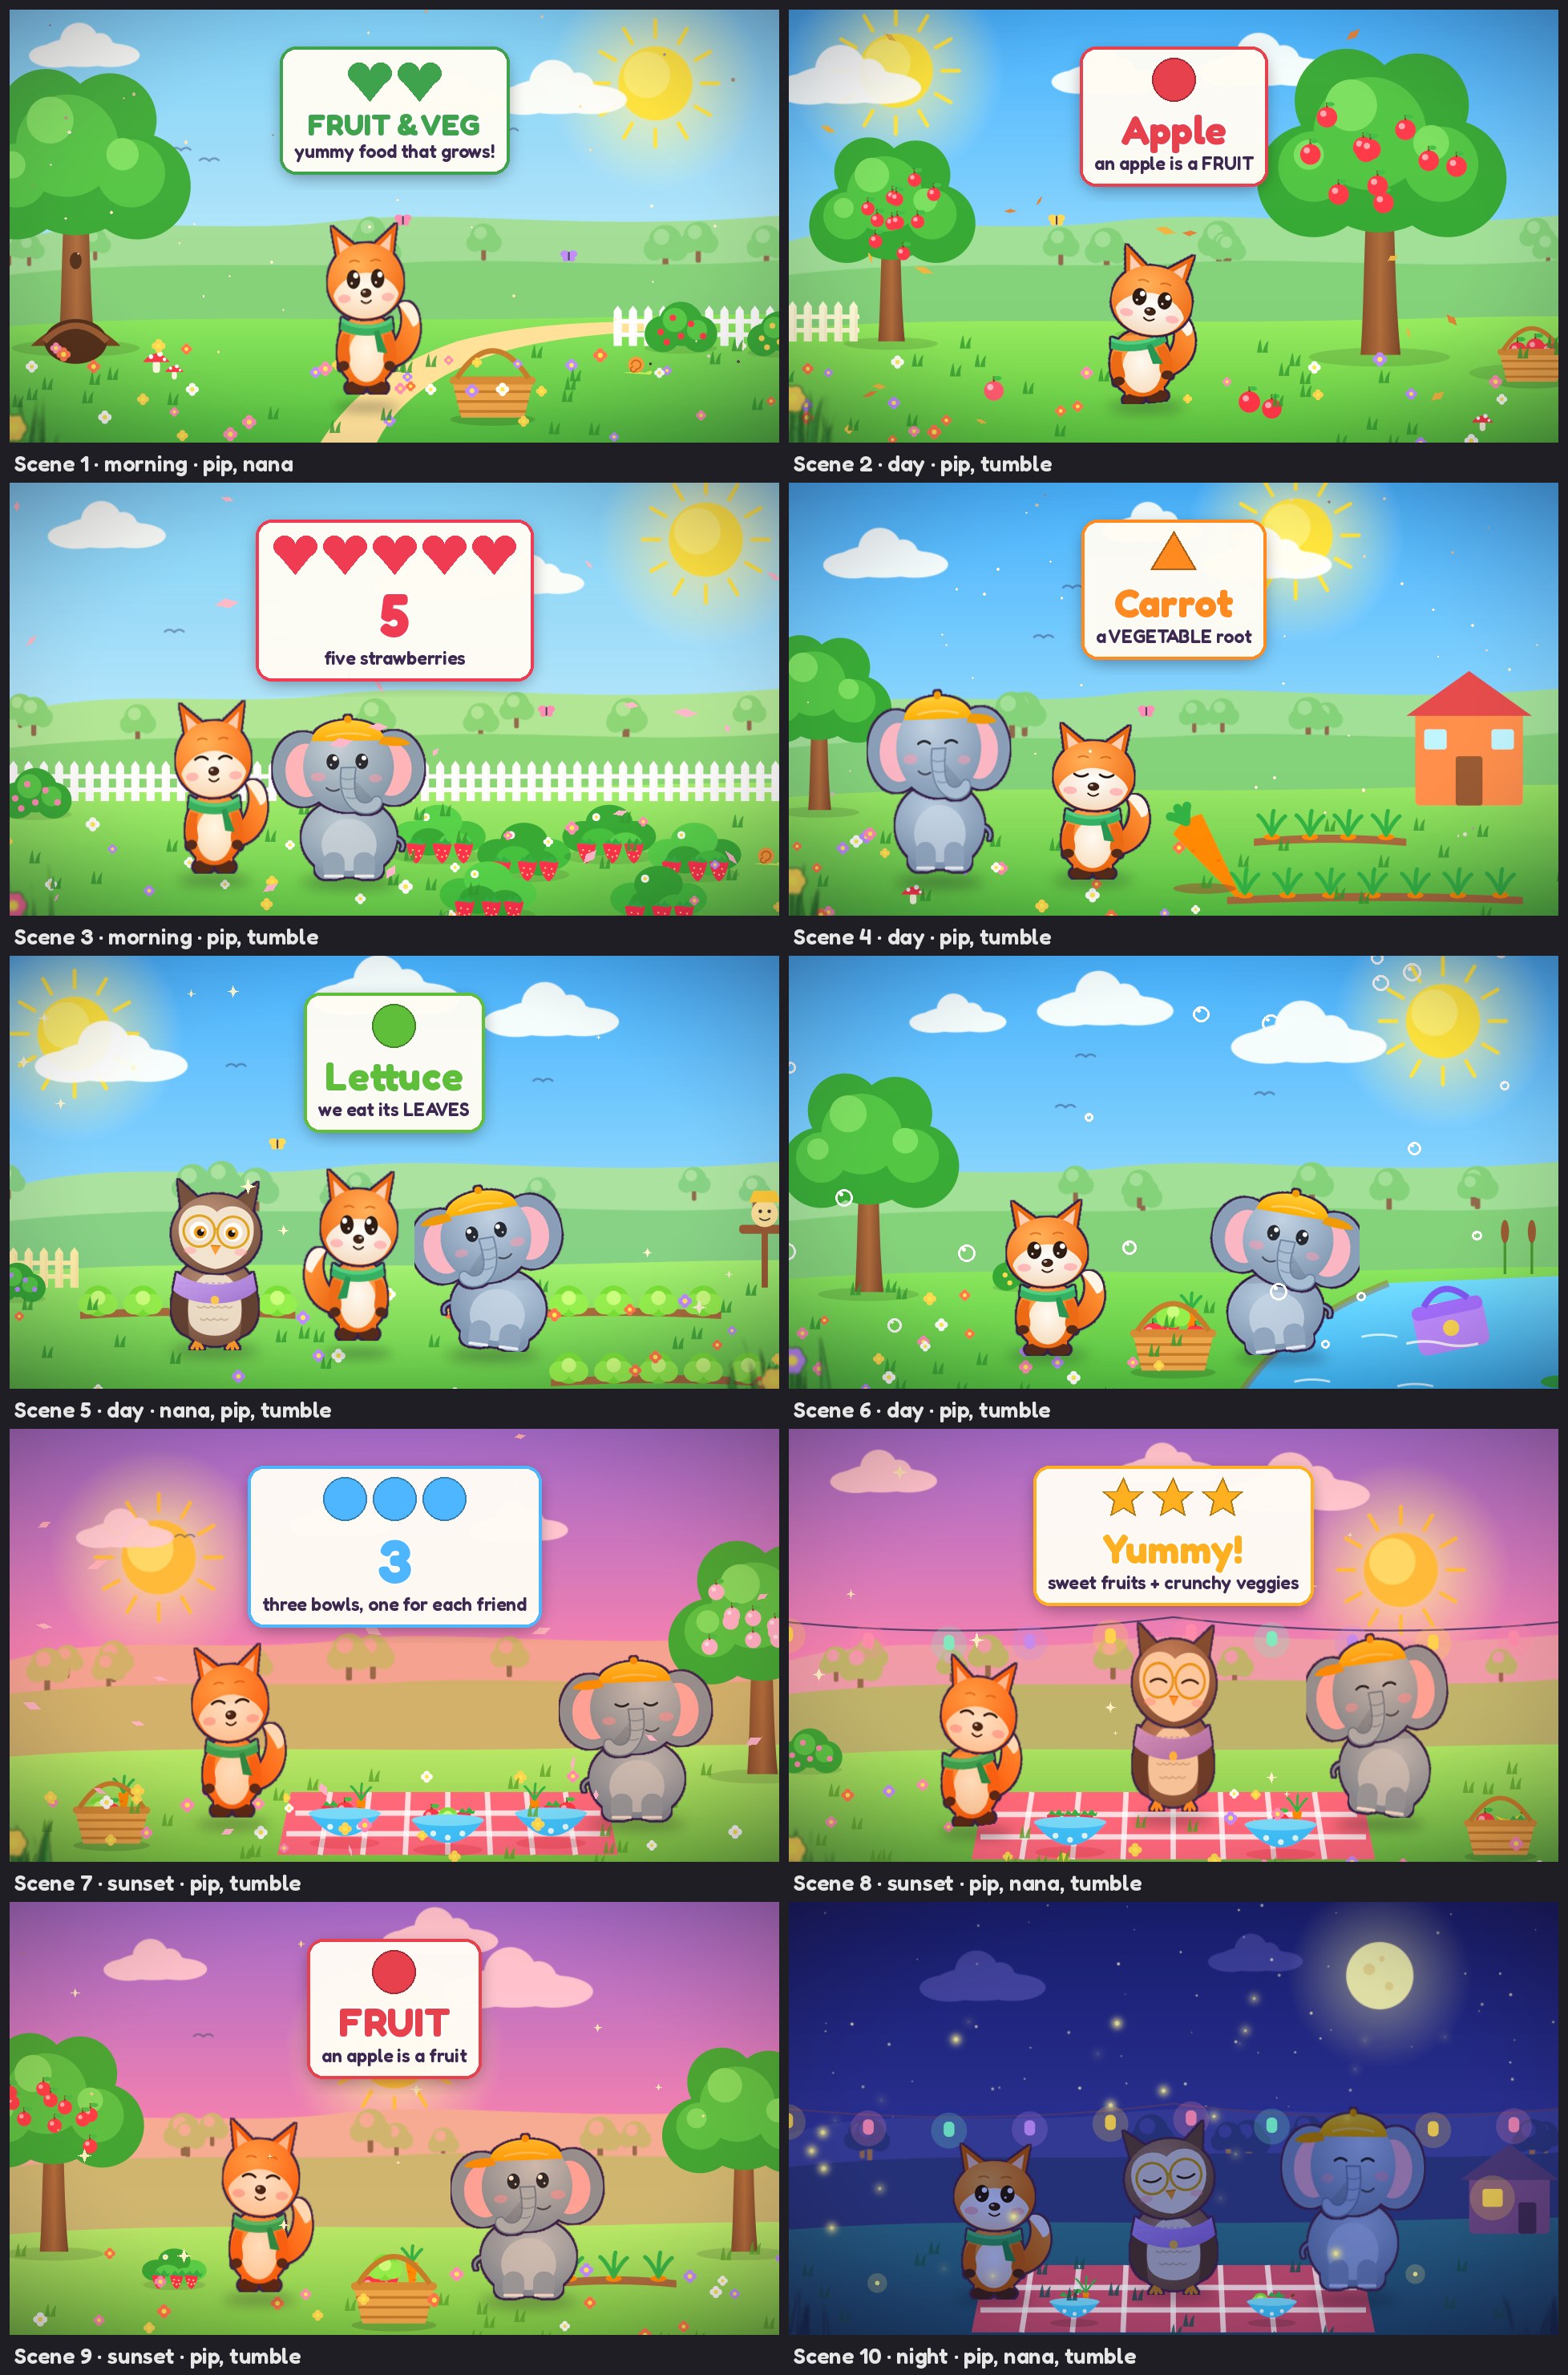 FRUIT & VEG
yummy food that grows!
Scene 1 · morning · pip, nana
Apple
an apple is a FRUIT
Scene 2 · day · pip, tumble
5
five strawberries
Scene 3 · morning · pip, tumble
Carrot
a VEGETABLE root
Scene 4 · day · pip, tumble
Lettuce
we eat its LEAVES
Scene 5 · day · nana, pip, tumble
Scene 6 · day · pip, tumble
3
three bowls, one for each friend
Scene 7 · sunset · pip, tumble
Yummy!
sweet fruits + crunchy veggies
Scene 8 · sunset · pip, nana, tumble
FRUIT
an apple is a fruit
Scene 9 · sunset · pip, tumble
Scene 10 · night · pip, nana, tumble